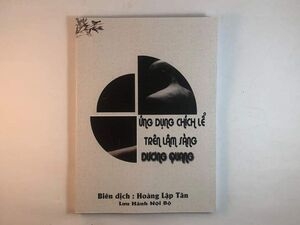 ỨNG DỤNG CHÍCH LỂ
TRÊN LÂM SÀNG
DƯƠNG QUANG
Biên dịch : Hoàng Lập Tân
Lưu Hành Nội Bộ